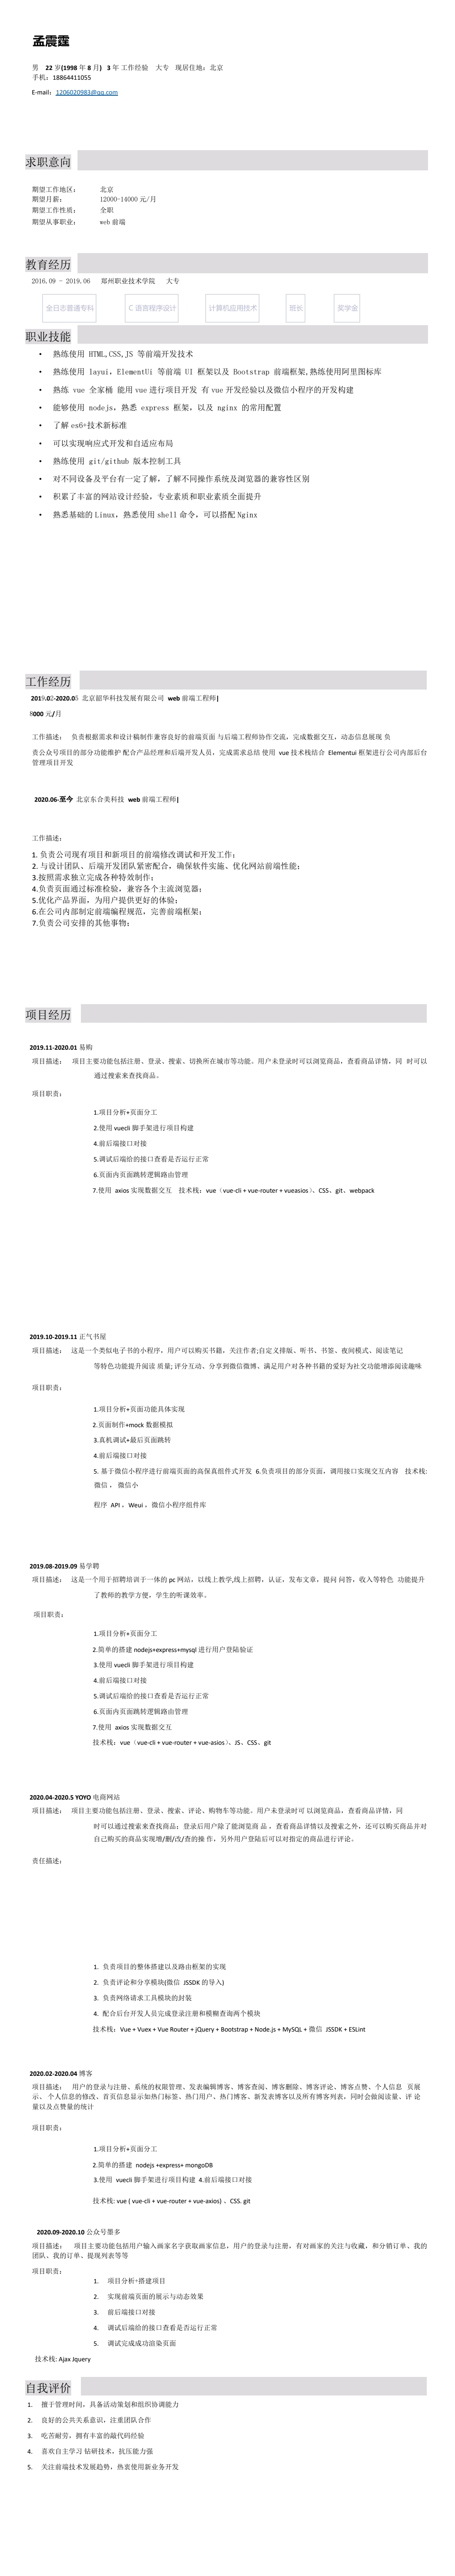 孟震霆
男 22 岁(1998 年 8 月) 3 年工作经验 大专 现居住地：北京
手机：18864411055
E-mail：1206020983@qq.com
求职意向
期望工作地区： 北京
期望月薪： 12000-14000 元/月
期望工作性质： 全职
期望从事职业： web 前端
教育经历
2016.09 - 2019.06 郑州职业技术学院 大专
全日志普通专科 C 语言程序设计 计算机应用技术 班长 奖学金
职业技能
• 熟练使用 HTML,CSS,JS 等前端开发技术
• 熟练使用 layui，ElementUi 等前端 UI 框架以及 Bootstrap 前端框架,熟练使用阿里图标库
• 熟练 vue 全家桶 能用 vue 进行项目开发 有 vue 开发经验以及微信小程序的开发构建
• 能够使用 nodejs，熟悉 express 框架，以及 nginx 的常用配置
• 了解 es6+技术新标准
• 可以实现响应式开发和自适应布局
• 熟练使用 git/github 版本控制工具
• 对不同设备及平台有一定了解，了解不同操作系统及浏览器的兼容性区别
• 积累了丰富的网站设计经验，专业素质和职业素质全面提升
• 熟悉基础的 Linux，熟悉使用 shell 命令，可以搭配 Nginx
工作经历
2019.02-2020.05 北京韶华科技发展有限公司 web 前端工程师|
8000 元/月
工作描述： 负责根据需求和设计稿制作兼容良好的前端页面 与后端工程师协作交流，完成数据交互，动态信息展现 负
责公众号项目的部分功能维护 配合产品经理和后端开发人员，完成需求总结 使用 vue 技术栈结合 Elementui 框架进行公司内部后台
管理项目开发
2020.06-至今 北京东合美科技 web 前端工程师|
工作描述：
1. 负责公司现有项目和新项目的前端修改调试和开发工作；
2. 与设计团队、后端开发团队紧密配合，确保软件实施、优化网站前端性能；
3.按照需求独立完成各种特效制作；
4.负责页面通过标准检验，兼容各个主流浏览器；
5.优化产品界面，为用户提供更好的体验；
6.在公司内部制定前端编程规范，完善前端框架；
7.负责公司安排的其他事物；
项目经历
2019.11-2020.01 易购
项目描述： 项目主要功能包括注册、登录、搜索、切换所在城市等功能。用户未登录时可以浏览商品，查看商品详情，同 时可以
通过搜索来查找商品。
项目职责：
1.项目分析+页面分工
2.使用 vuecli 脚手架进行项目构建
4.前后端接口对接
5.调试后端给的接口查看是否运行正常
6.页面内页面跳转逻辑路由管理
7.使用 axios 实现数据交互 技术栈：vue（vue-cli + vue-router + vueasios）、CSS、git、webpack
2019.10-2019.11 正气书屋
项目描述： 这是一个类似电子书的小程序，用户可以购买书籍，关注作者;自定义排版、听书、书签、夜间模式、阅读笔记
等特色功能提升阅读 质量; 评分互动、分享到微信微博、满足用户对各种书籍的爱好为社交功能增添阅读趣味
项目职责：
1.项目分析+页面功能具体实现
2.页面制作+mock 数据模拟
3.真机调试+最后页面跳转
4.前后端接口对接
5. 基于微信小程序进行前端页面的高保真组件式开发 6.负责项目的部分页面，调用接口实现交互内容 技术栈:
微信 ， 微信小
程序 API ，Weui ，微信小程序组件库
2019.08-2019.09 易学聘
项目描述： 这是一个用于招聘培训于一体的 pc 网站，以线上教学,线上招聘，认证，发布文章，提问 问答，收入等特色 功能提升
了教师的教学方便，学生的听课效率。
项目职责：
1.项目分析+页面分工
2.简单的搭建 nodejs+express+mysql 进行用户登陆验证
3.使用 vuecli 脚手架进行项目构建
4.前后端接口对接
5.调试后端给的接口查看是否运行正常
6.页面内页面跳转逻辑路由管理
7.使用 axios 实现数据交互
技术栈：vue（vue-cli + vue-router + vue-asios）、JS、CSS、git
2020.04-2020.5 YOYO 电商网站
项目描述： 项目主要功能包括注册、登录、搜索、评论、购物车等功能。用户未登录时可 以浏览商品，查看商品详情，同
时可以通过搜索来查找商品；登录后用户除了能浏览商 品 ，查看商品详情以及搜索之外，还可以购买商品并对
自己购买的商品实现增/删/改/查的操 作，另外用户登陆后可以对指定的商品进行评论。
责任描述：
1. 负责项目的整体搭建以及路由框架的实现
2. 负责评论和分享模块(微信 JSSDK 的导入)
3. 负责网络请求工具模块的封装
4. 配合后台开发人员完成登录注册和模糊查询两个模块
技术栈：Vue + Vuex + Vue Router + jQuery + Bootstrap + Node.js + MySQL + 微信 JSSDK + ESLint
2020.02-2020.04 博客
项目描述： 用户的登录与注册、系统的权限管理、发表编辑博客、博客查阅、博客删除、博客评论、博客点赞、个人信息 页展
示、 个人信息的修改、首页信息显示如热门标签、热门用户、热门博客、新发表博客以及所有博客列表，同时会做阅读量、评 论
量以及点赞量的统计
项目职责：
1.项目分析+页面分工
2.简单的搭建 nodejs +express+ mongoDB
3.使用 vuecli 脚手架进行项目构建 4.前后端接口对接
技术栈: vue ( vue-cli + vue-router + vue-axios) 、CSS. git
2020.09-2020.10 公众号墨多
项目描述： 项目主要功能包括用户输入画家名字获取画家信息，用户的登录与注册，有对画家的关注与收藏，和分销订单、我的
团队、我的订单、提现列表等等
项目职责：
1. 项目分析+搭建项目
2. 实现前端页面的展示与动态效果
3. 前后端接口对接
4. 调试后端给的接口查看是否运行正常
5. 调试完成成功渲染页面
技术栈: Ajax Jquery
自我评价
1. 擅于管理时间，具备活动策划和组织协调能力
2. 良好的公共关系意识，注重团队合作
3. 吃苦耐劳，拥有丰富的敲代码经验
4. 喜欢自主学习 钻研技术，抗压能力强
5. 关注前端技术发展趋势，热衷使用新业务开发